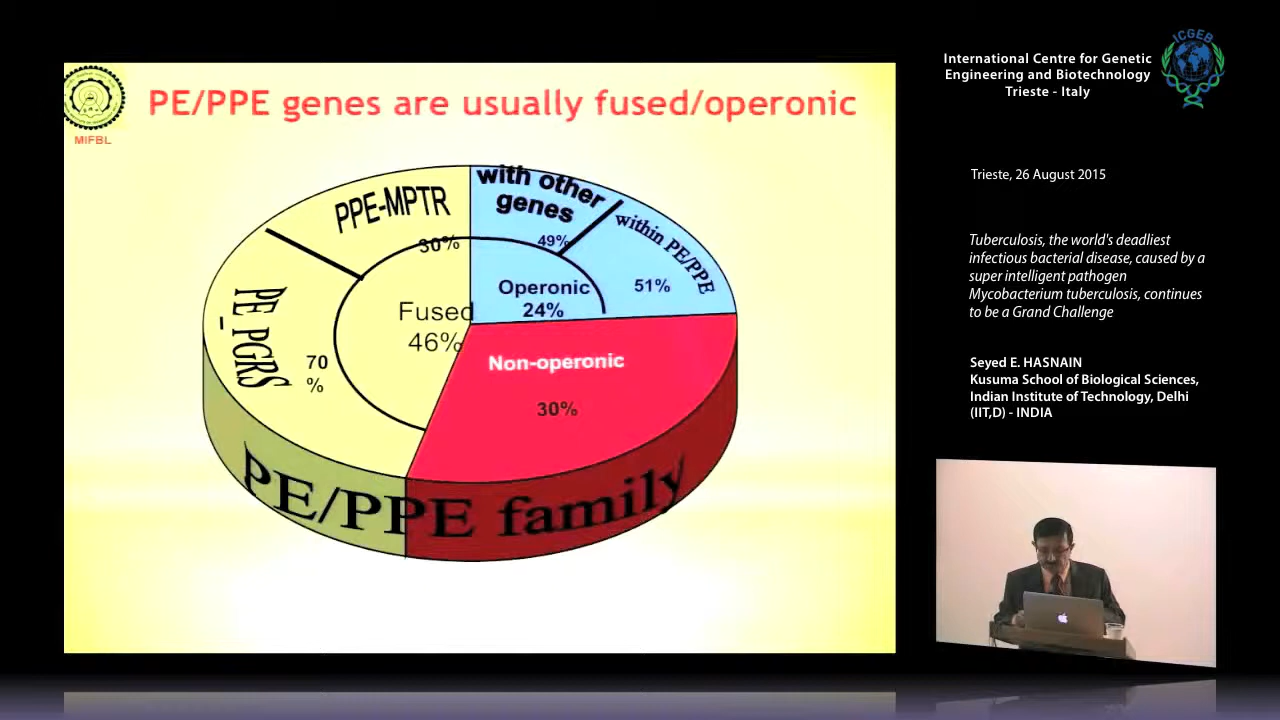 PE/PPE genes are usually fused/operonic
MIFBL
PPE-MPTR
30%
with other
genes
49%
within PE/PPE
51%
Operonic
24%
Fused
46%
PE_PGRS
70
%
Non-operonic
30%
PE/PPE family
ICGEB
International Centre for Genetic
Engineering and Biotechnology
Trieste - Italy
Trieste, 26 August 2015
Tuberculosis, the world's deadliest
infectious bacterial disease, caused by a
super intelligent pathogen
Mycobacterium tuberculosis, continues
to be a Grand Challenge
Seyed E. HASNAIN
Kusuma School of Biological Sciences,
Indian Institute of Technology, Delhi
(IIT,D) - INDIA